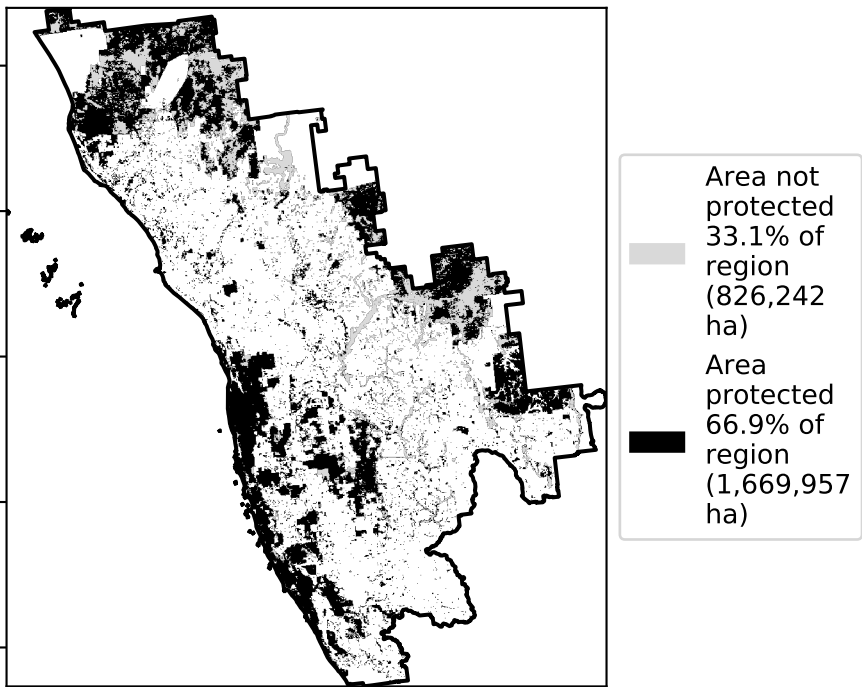 Area not
protected
33.1% of
region
(826,242
ha)
Area
protected
66.9% of
region
(1,669,957
ha)